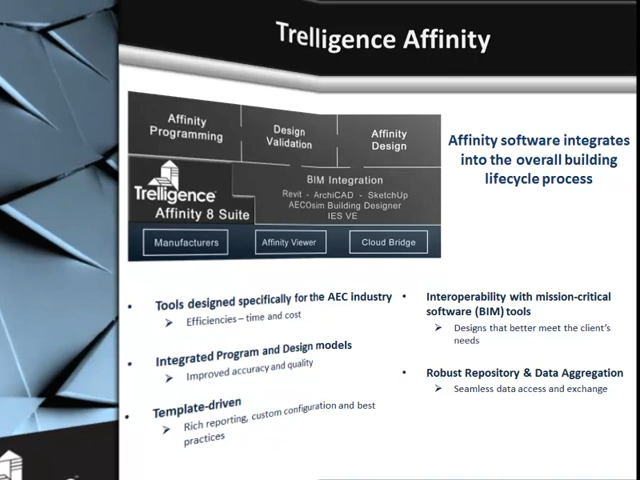 Trelligence Affinity
Affinity
Programming
Design
Validation
Affinity
Design
Trelligence™
Affinity 8 Suite
BIM Integration
Revit - ArchiCAD - SketchUp
AECOsim Building Designer
IES VE
Manufacturers
Affinity Viewer
Cloud Bridge
Affinity software integrates
into the overall building
lifecycle process
• Tools designed specifically for the AEC industry
➢ Efficiencies – time and cost
• Integrated Program and Design models
➢ Improved accuracy and quality
• Template-driven
➢ Rich reporting, custom configuration and best
practices
• Interoperability with mission-critical
software (BIM) tools
➢ Designs that better meet the client's
needs
• Robust Repository & Data Aggregation
➢ Seamless data access and exchange